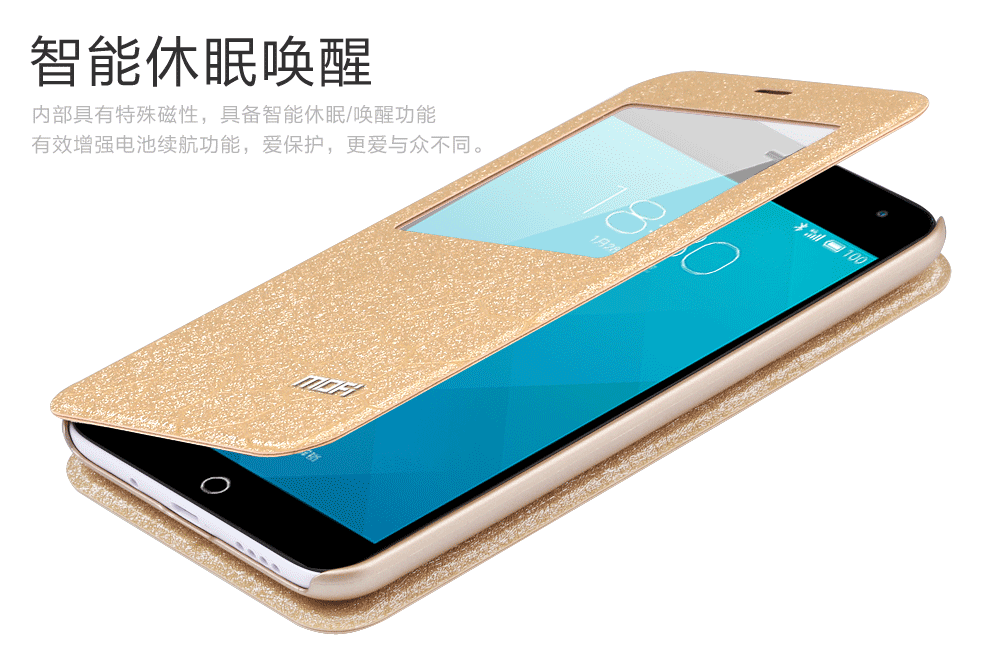 智能休眠唤醒
内部具有特殊磁性，具备智能休眠/唤醒功能
有效增强电池续航功能，爱保护，更爱与众不同。
100
MOFI